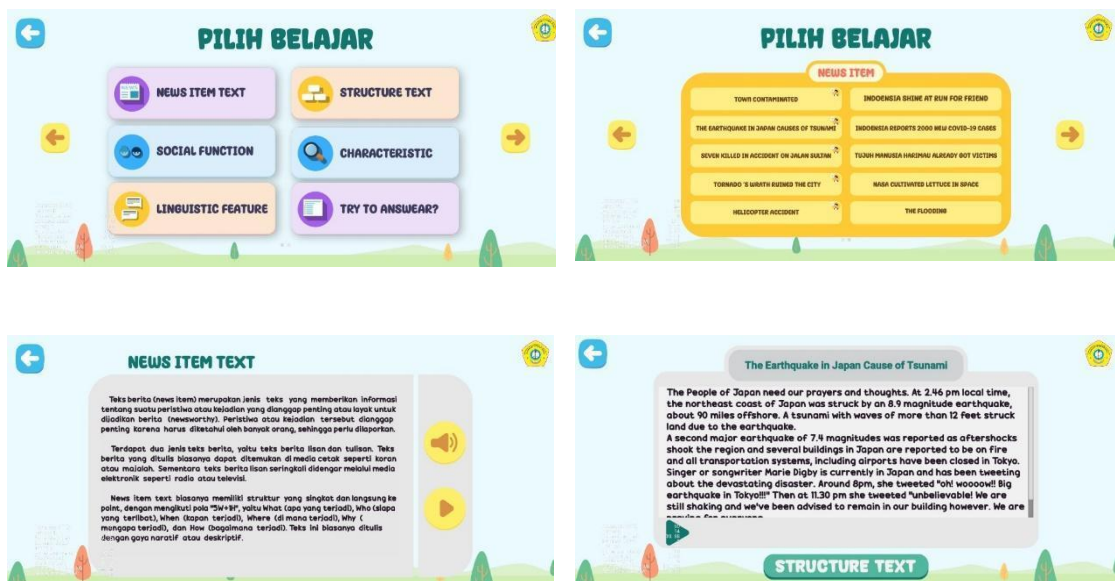 PILIH BELAJAR
NEWS ITEM TEXT
STRUCTURE TEXT
SOCIAL FUNCTION
CHARACTERISTIC
LINGUISTIC FEATURE
TRY TO ANSWEAR?
PILIH BELAJAR
NEWS ITEM
TOWN CONTAMINATED
INDOENSIA SHINE AT RUN FOR FRIEND
THE EARTHQUAKE IN JAPAN CAUSES OF TSUNAMI
INDOENSIA REPORTS 2000 NEW COVID-19 CASES
SEVEN KILLED IN ACCIDENT ON JALAN SULTAN
TUJUH MANUSIA HARIMAU ALREADY GOT VICTIMS
TORNADO 'S WRATH RUINED THE CITY
NASA CULTIVATED LETTUCE IN SPACE
HELICOPTER ACCIDENT
THE FLOODING
NEWS ITEM TEXT
Teks berita (news item) merupakan jenis teks yang memberikan informasi
tentang suatu peristiwa atau kejadian yang dianggap penting atau layak untuk
dijadikan berita (newsworthy). Peristiwa atau kejadian tersebut dianggap
penting karena harus diketahui oleh banyak orang, sehingga perlu dilaporkan.
Terdapat dua jenis teks berita, yaitu teks berita lisan dan tulisan. Teks
berita yang ditulis biasanya dapat ditemukan di media cetak seperti koran
atau majalah. Sementara teks berita lisan seringkali didengar melalui media
elektronik seperti radio atau televisi.
News item text biasanya memiliki struktur yang singkat dan langsung ke
point, dengan mengikuti pola "5W+1H", yaitu What (apa yang terjadi), Who (siapa
yang terlibat), When (kapan terjadi), Where (di mana terjadi), Why (
mengapa terjadi), dan How (bagaimana terjadi). Teks ini biasanya ditulis
dengan gaya naratif atau deskriptif.
The Earthquake in Japan Cause of Tsunami
The People of Japan need our prayers and thoughts. At 2.46 pm local time,
the northeast coast of Japan was struck by an 8.9 magnitude earthquake,
about 90 miles offshore. A tsunami with waves of more than 12 feet struck
land due to the earthquake.
A second major earthquake of 7.4 magnitudes was reported as aftershocks
shook the region and several buildings in Japan are reported to be on fire
and all transportation systems, including airports have been closed in Tokyo.
Singer or songwriter Marie Digby is currently in Japan and has been tweeting
about the devastating disaster. Around 8pm, she tweeted "oh! woooow!! Big
earthquake in Tokyo!!!" Then at 11.30 pm she tweeted "unbelievable! We are
still shaking and we've been advised to remain in our building however. We are
STRUCTURE TEXT